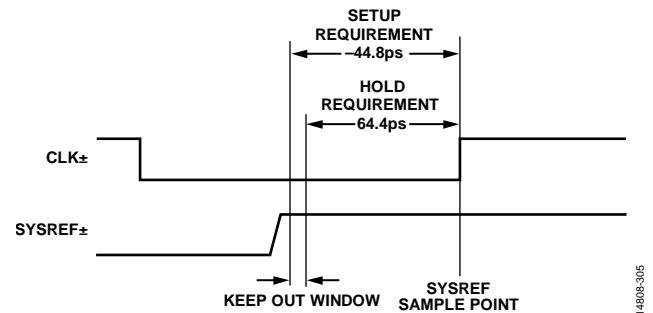 SETUP
REQUIREMENT
–44.8ps
HOLD
REQUIREMENT
64.4ps
CLK±
SYSREF±
KEEP OUT WINDOW
SYSREF
SAMPLE POINT
14808-305